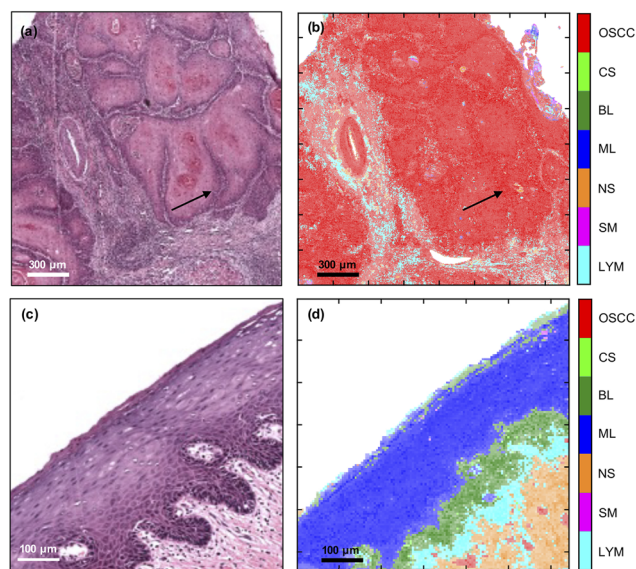 (a)
300 µm
(b)
300 µm
OSCC
CS
BL
ML
NS
SM
LYM
(c)
100 µm
(d)
100 µm
OSCC
CS
BL
ML
NS
SM
LYM